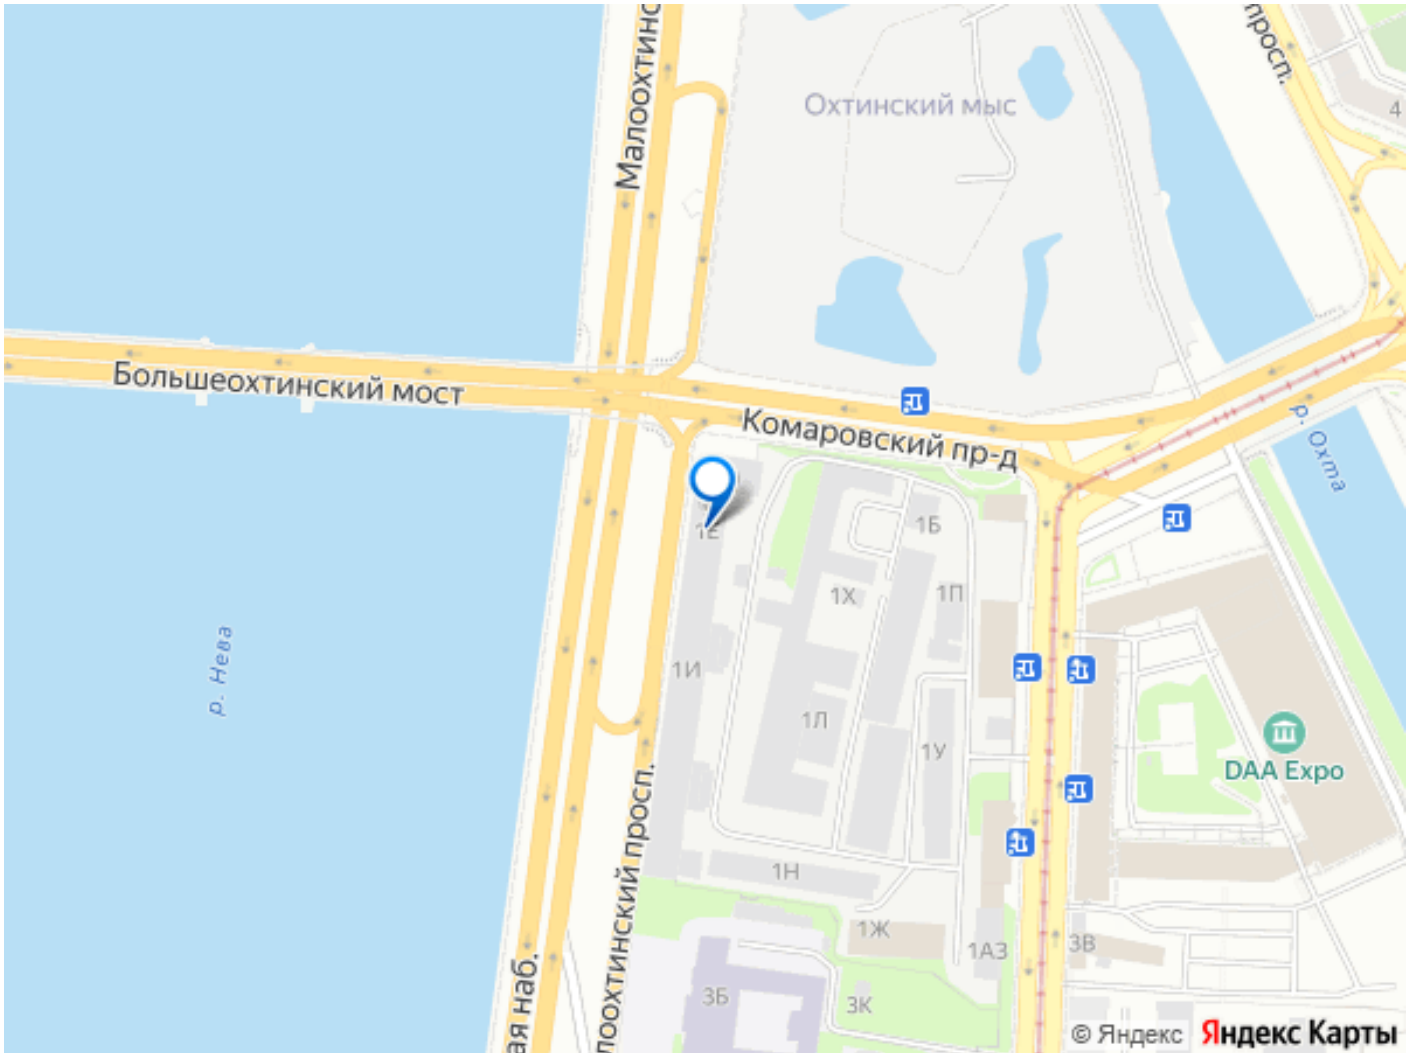 Малоохтинс
просп.
4
Охтинский мыс
Большеохтинский мост
Комаровский пр-д
р. Охта
1Е
1Б
1Х
1П
р. Нева
1И
1Л
1У
DAA Expo
лоохтинский просп.
1Н
1Ж
1АЗ
3В
ая наб.
3Б
3К
© Яндекс Яндекс Карты